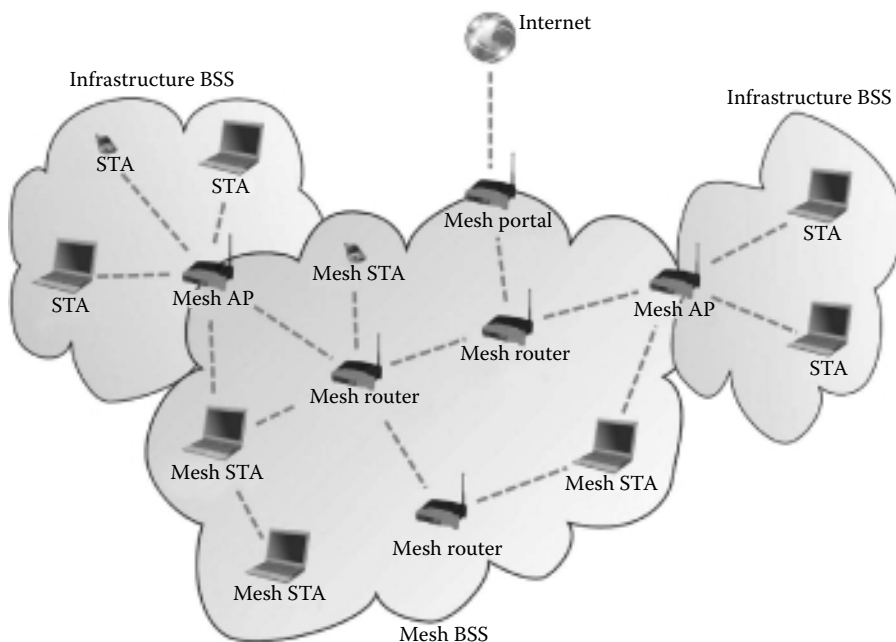 Internet
Infrastructure BSS
Infrastructure BSS
STA
STA
STA
Mesh portal
Mesh STA
STA
Mesh AP
Mesh AP
Mesh router
STA
Mesh router
Mesh STA
Mesh STA
Mesh router
Mesh STA
Mesh BSS